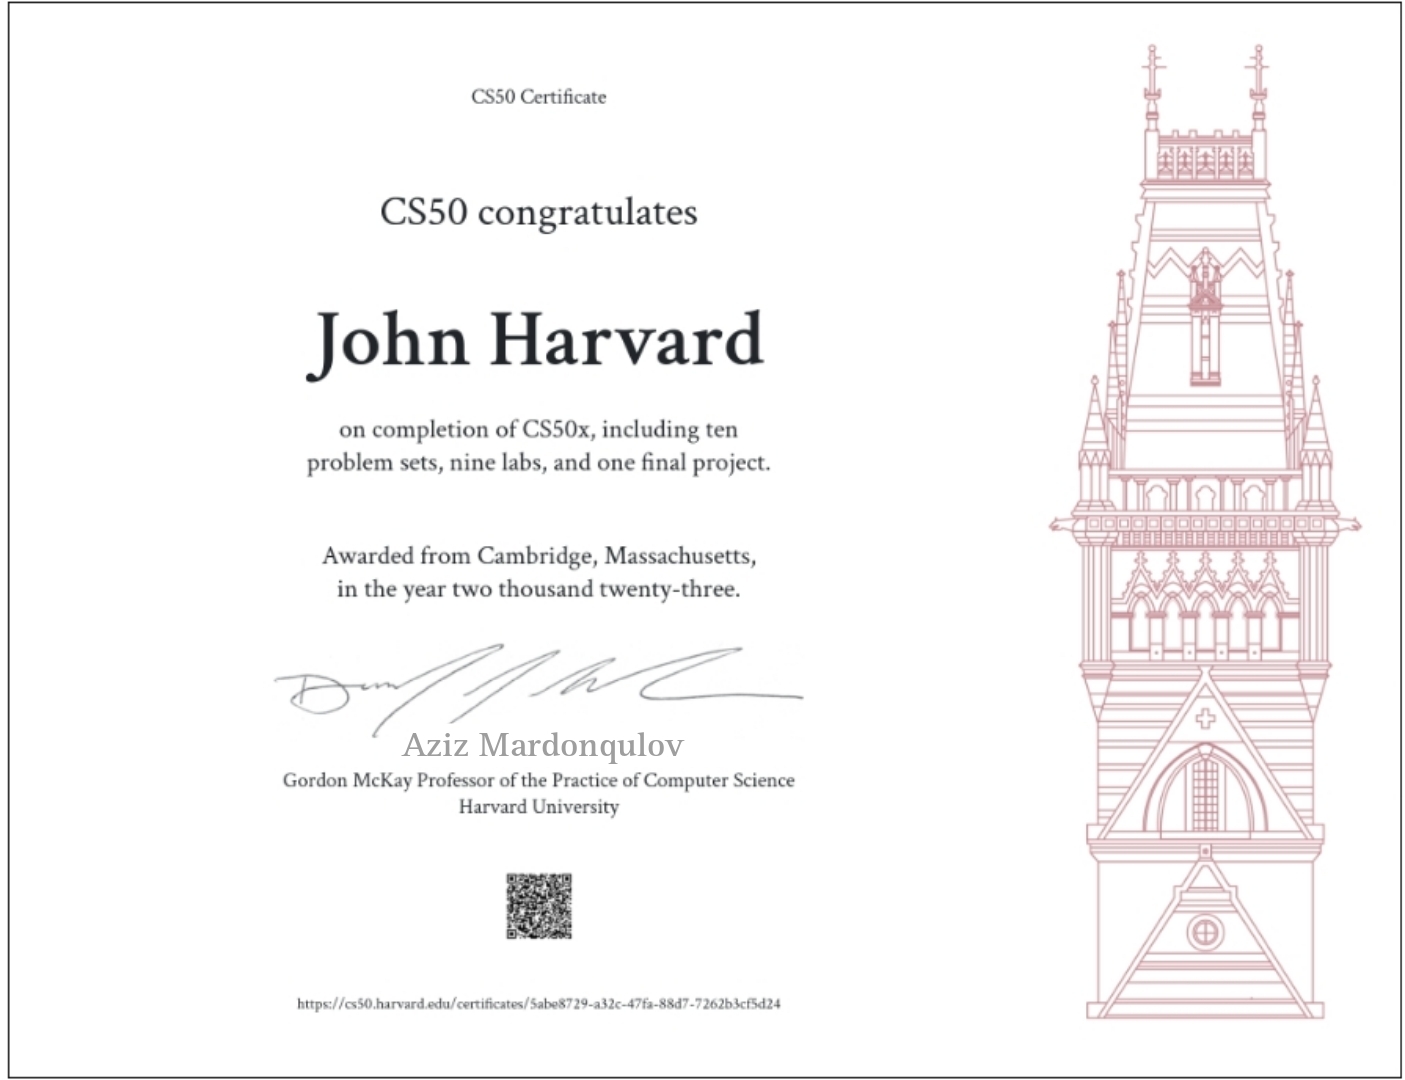 CS50 Certificate
CS50 congratulates
John Harvard
on completion of CS50x, including ten
problem sets, nine labs, and one final project.
Awarded from Cambridge, Massachusetts,
in the year two thousand twenty-three.
Aziz Mardonqulov
Gordon McKay Professor of the Practice of Computer Science
Harvard University
https://cs50.harvard.edu/certificates/5abe8729-a32c-47fa-88d7-7262b3cf5d24